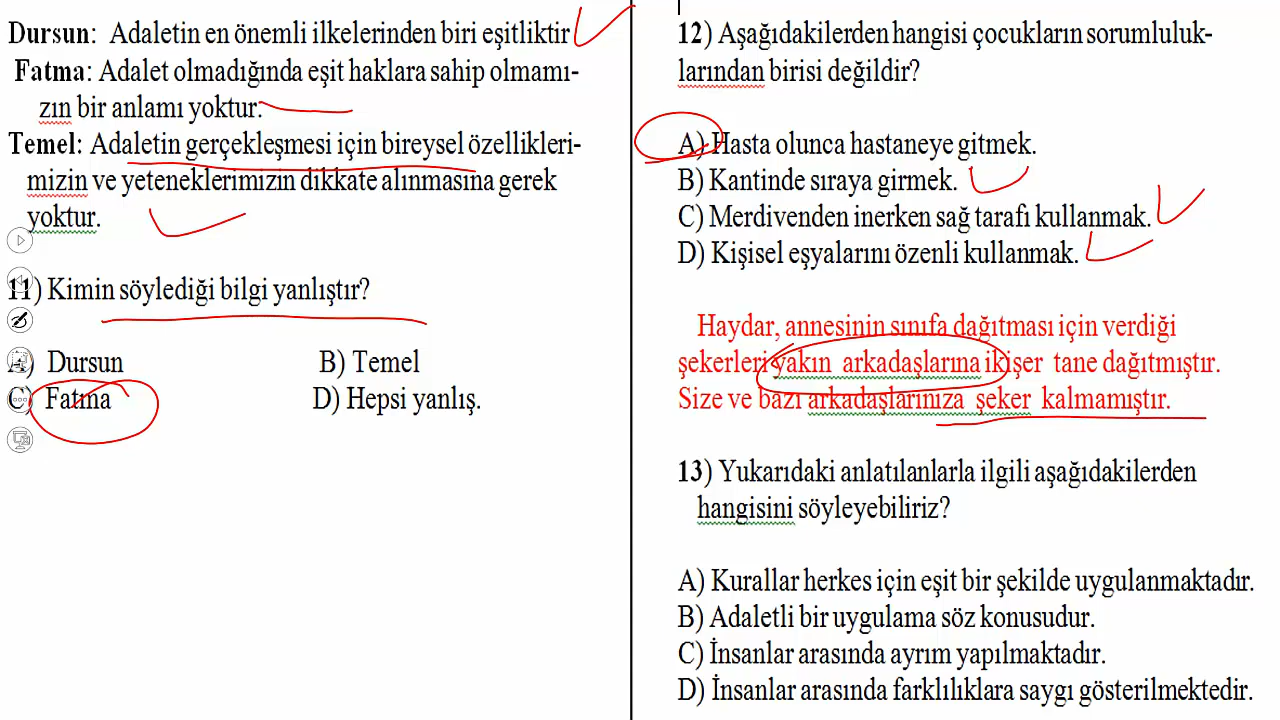 Dursun: Adaletin en önemli ilkelerinden biri eşitliktir
Fatma: Adalet olmadığında eşit haklara sahip olmamı-
zın bir anlamı yoktur.
Temel: Adaletin gerçekleşmesi için bireysel özellikleri-
mizin ve yeteneklerimizin dikkate alınmasına gerek
yoktur.
11) Kimin söylediği bilgi yanlıştır?
A) Dursun B) Temel
C) Fatma D) Hepsi yanlış.
12) Aşağıdakilerden hangisi çocukların sorumluluk-
larından birisi değildir?
A) Hasta olunca hastaneye gitmek.
B) Kantinde sıraya girmek.
C) Merdivenden inerken sağ tarafı kullanmak.
D) Kişisel eşyalarını özenli kullanmak.
Haydar, annesinin sınıfa dağıtması için verdiği
şekerleri yakın arkadaşlarına ikişer tane dağıtmıştır.
Size ve bazı arkadaşlarınıza şeker kalmamıştır.
13) Yukarıdaki anlatılanlarla ilgili aşağıdakilerden
hangisini söyleyebiliriz?
A) Kurallar herkes için eşit bir şekilde uygulanmaktadır.
B) Adaletli bir uygulama söz konusudur.
C) İnsanlar arasında ayrım yapılmaktadır.
D) İnsanlar arasında farklılıklara saygı gösterilmektedir.